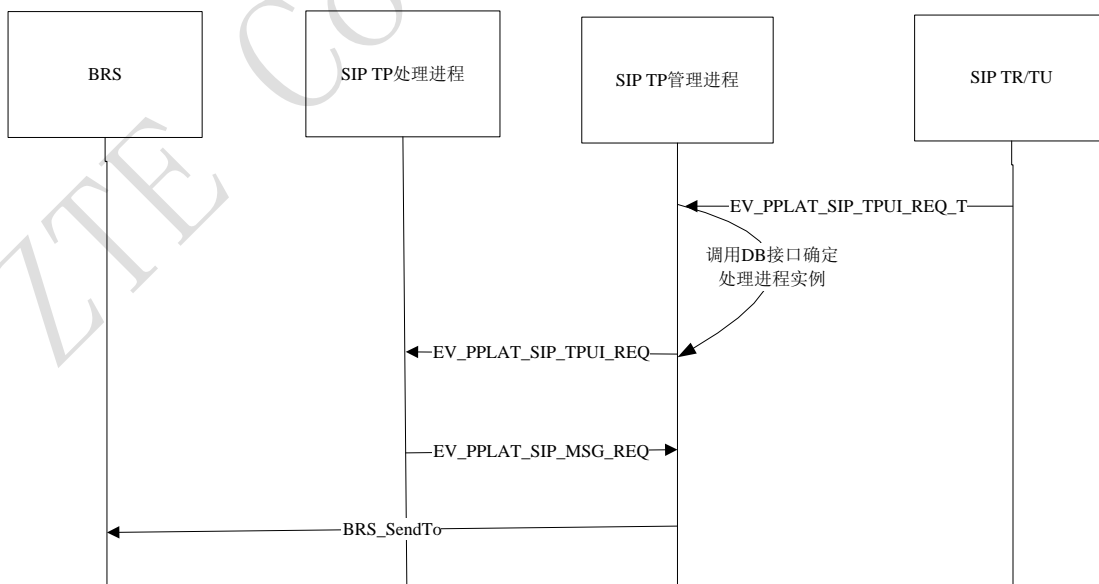 BRS
SIP TP处理进程
SIP TP管理进程
SIP TR/TU
EV_PPLAT_SIP_TPUI_REQ_T
调用DB接口确定
处理进程实例
EV_PPLAT_SIP_TPUI_REQ
EV_PPLAT_SIP_MSG_REQ
BRS_SendTo
ZTE Co